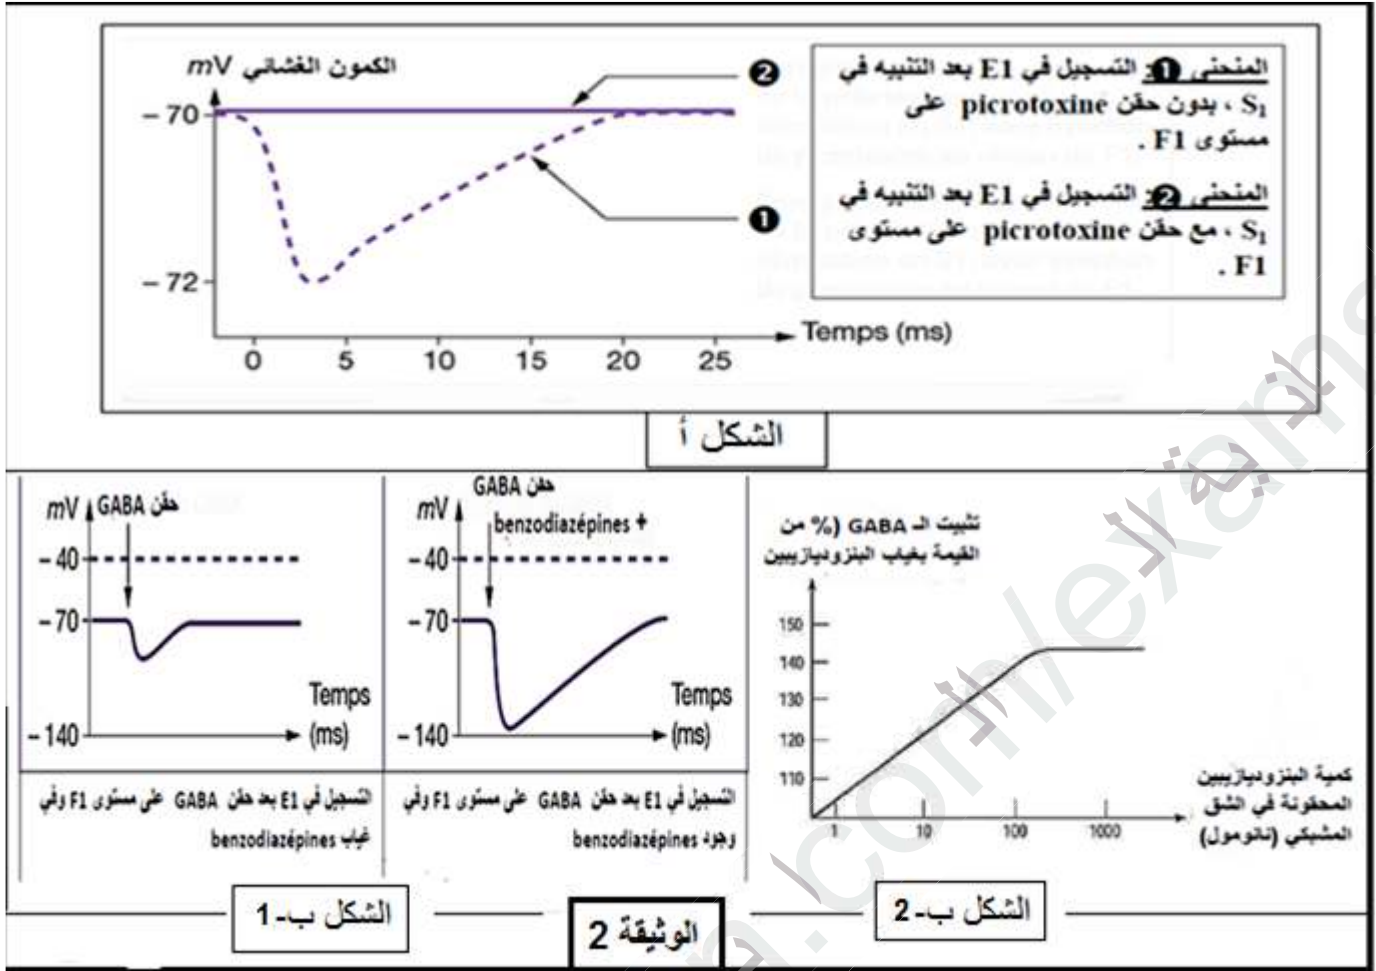 mV الكمون الغشائي
– 70
– 72
0 5 10 15 20 25
Temps (ms)
❷
❶
المنحنى ❶: التسجيل في E1 بعد التنبيه في
S₁ ، بدون حقن picrotoxine على
مستوى F1 .
المنحنى ❷: التسجيل في E1 بعد التنبيه في
S₁ ، مع حقن picrotoxine على مستوى
F1 .
الشكل أ
mV
حقن GABA
– 40
– 70
– 140
Temps
(ms)
التسجيل في E1 بعد حقن GABA على مستوى F1 وفي
غياب benzodiazépines
الشكل ب-1
mV
حقن GABA
benzodiazépines +
– 40
– 70
– 140
Temps
(ms)
التسجيل في E1 بعد حقن GABA على مستوى F1 وفي
وجود benzodiazépines
تثبيت الـ GABA (% من
القيمة بغياب البنزوديازيبين
150
140
130
120
110
1 10 100 1000
كمية البنزوديازيبين
المحقونة في الشق
المشبكي (نانومول)
الشكل ب-2
الوثيقة 2